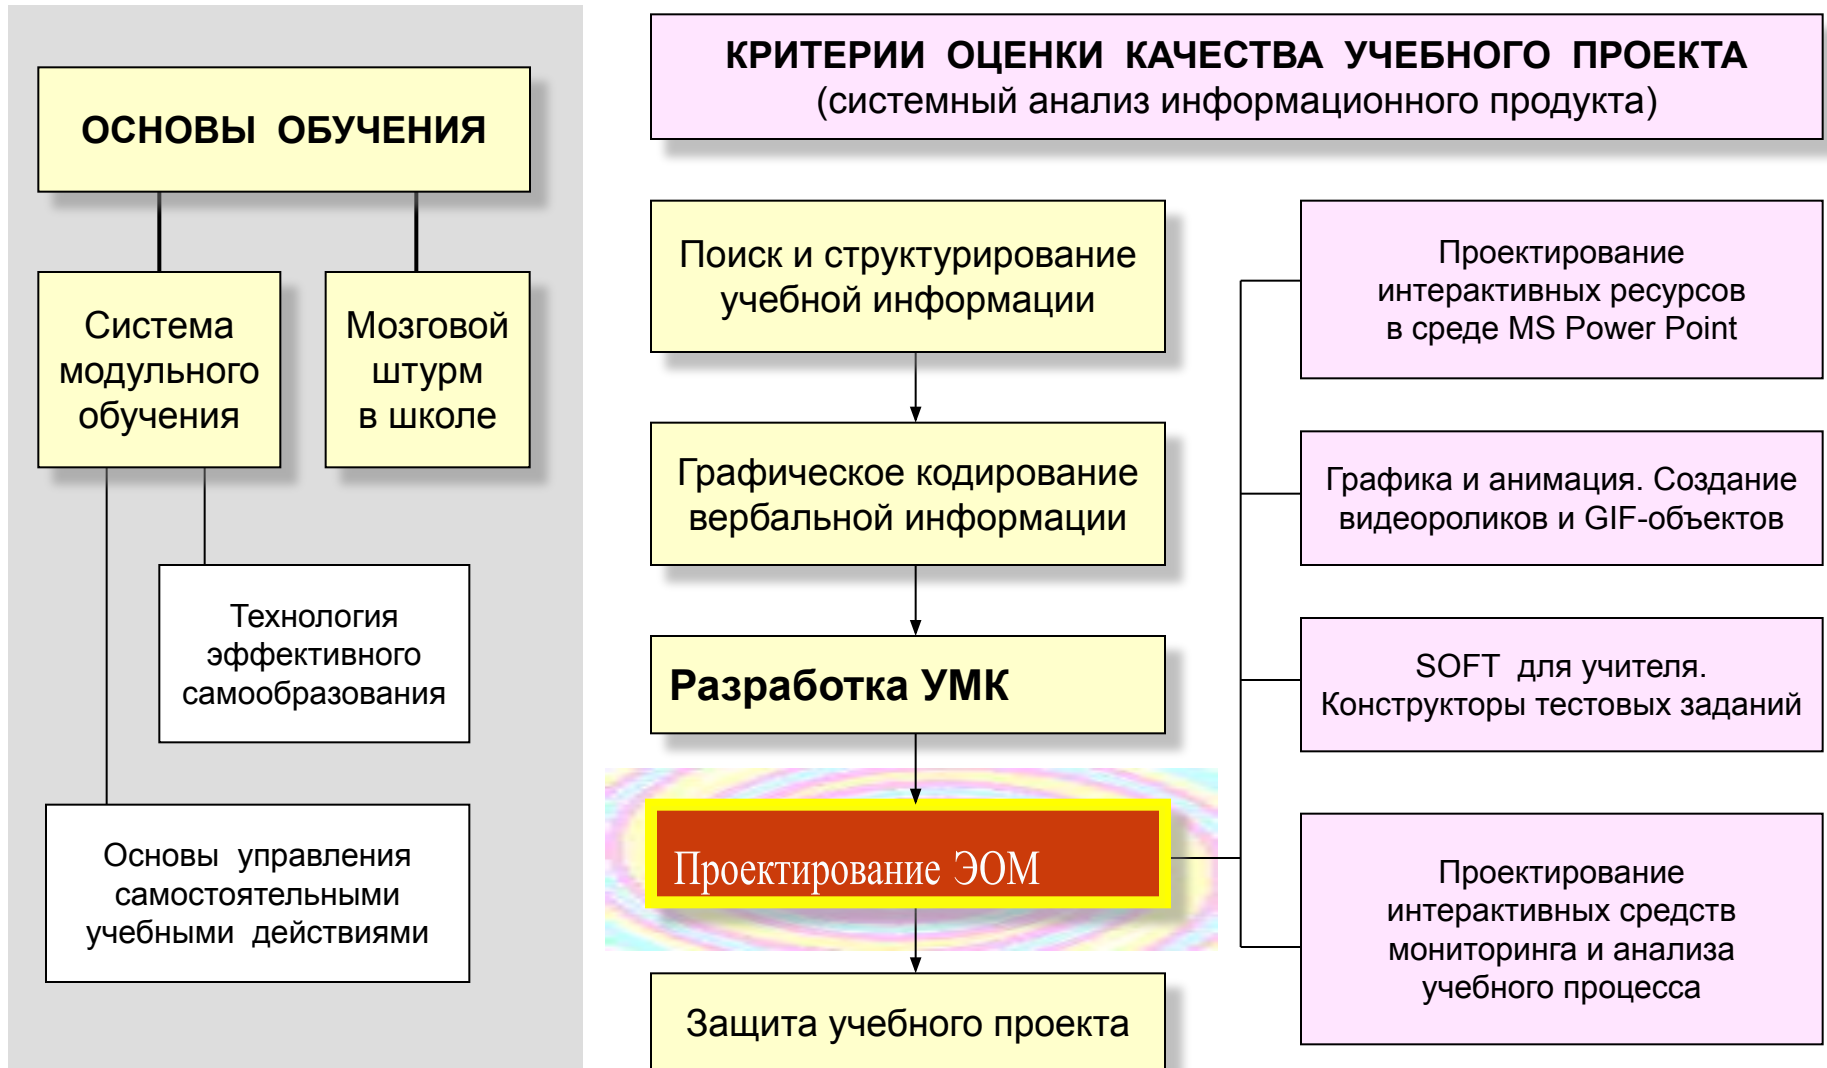 ОСНОВЫ ОБУЧЕНИЯ
Система
модульного
обучения
Мозговой
штурм
в школе
Технология
эффективного
самообразования
Основы управления
самостоятельными
учебными действиями
КРИТЕРИИ ОЦЕНКИ КАЧЕСТВА УЧЕБНОГО ПРОЕКТА
(системный анализ информационного продукта)
Поиск и структурирование
учебной информации
Графическое кодирование
вербальной информации
Разработка УМК
Проектирование ЭОМ
Защита учебного проекта
Проектирование
интерактивных ресурсов
в среде MS Power Point
Графика и анимация. Создание
видеороликов и GIF-объектов
SOFT для учителя.
Конструкторы тестовых заданий
Проектирование
интерактивных средств
мониторинга и анализа
учебного процесса